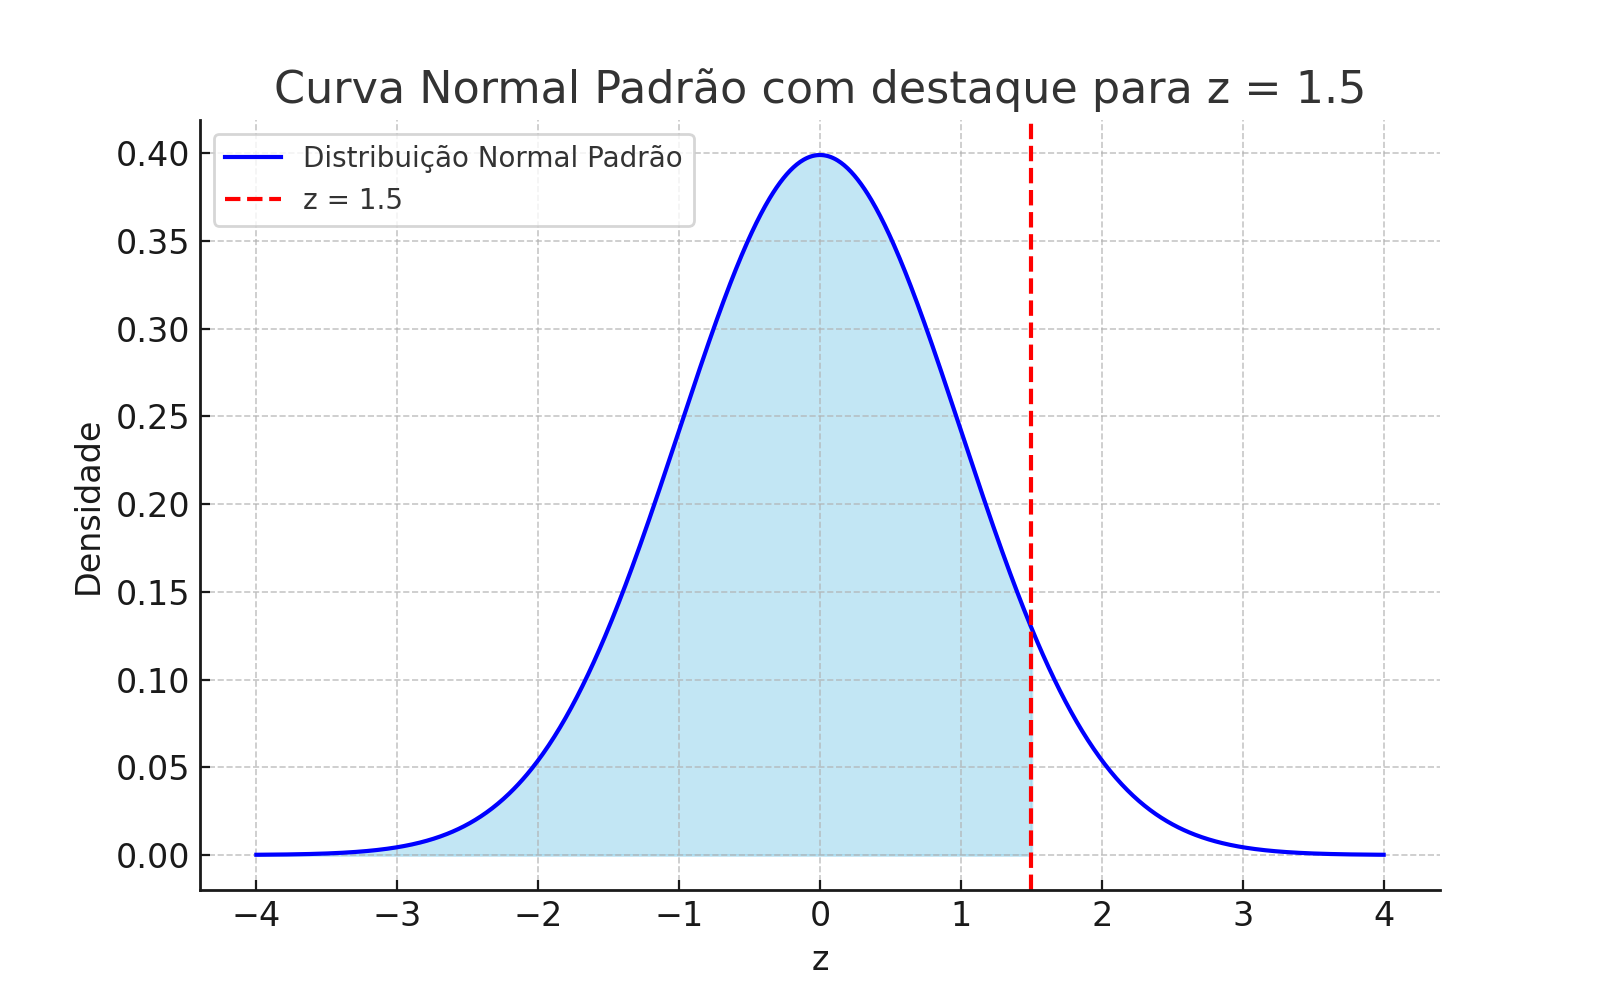 Curva Normal Padrão com destaque para z = 1.5
Distribuição Normal Padrão
z = 1.5
Densidade
0.40
0.35
0.30
0.25
0.20
0.15
0.10
0.05
0.00
−4 −3 −2 −1 0 1 2 3 4
z